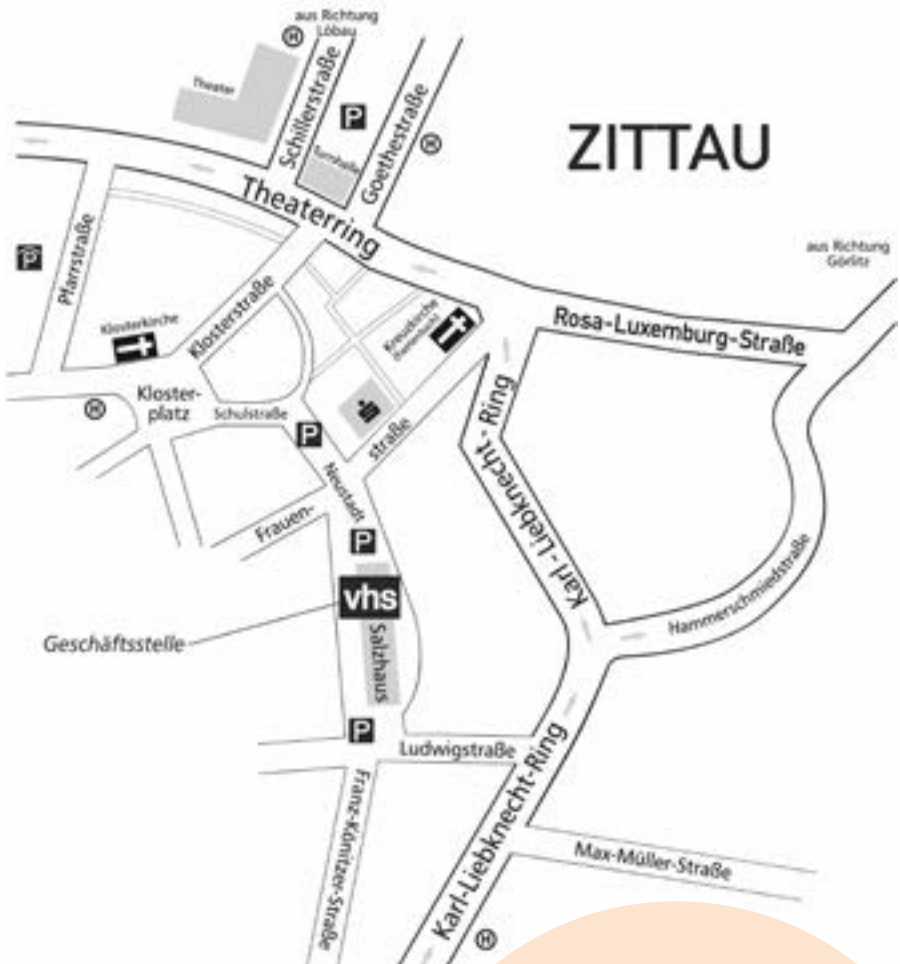 aus Richtung
Löbau
H
Theater
Schillerstraße
P
Turnhalle
Goethestraße
H
ZITTAU
Theaterring
Pfarrstraße
P
aus Richtung
Görlitz
Klosterkirche
Klosterstraße
Kreuzkirche
Rosa-Luxemburg-Straße
H
Kloster-
platz
Schulstraße
P
straße
Karl-Liebknecht-Ring
Neustadt
Frauen-
P
vhs
Geschäftsstelle
Salzhaus
Hammerschmiedstraße
P
Ludwigstraße
Franz-Könitzer-Straße
Karl-Liebknecht-Ring
Max-Müller-Straße
H